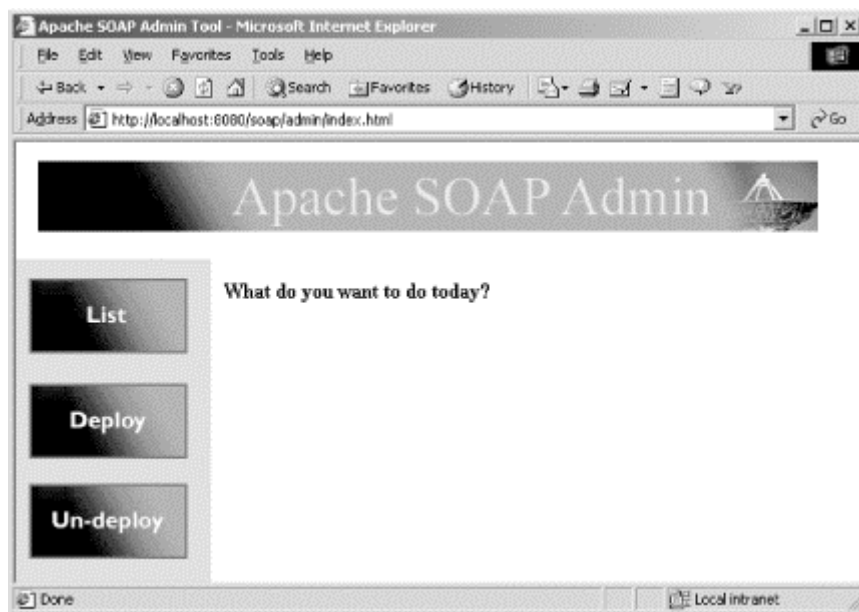 Apache SOAP Admin Tool - Microsoft Internet Explorer
File Edit View Favorites Tools Help
Back Search Favorites History
Address http://localhost:8080/soap/admin/index.html Go
Apache SOAP Admin
What do you want to do today?
List
Deploy
Un-deploy
Done Local intranet